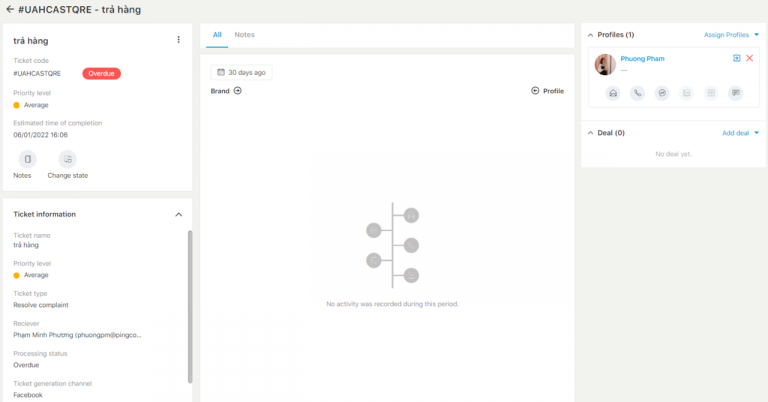 #UAHCASTQRE - trả hàng
trả hàng
Ticket code
#UAHCASTQRE Overdue
Priority level
Average
Estimated time of completion
06/01/2022 16:06
Notes Change state
Ticket information
Ticket name
trả hàng
Priority level
Average
Ticket type
Resolve complaint
Reciever
Phạm Minh Phương (phuongpm@pingco...
Processing status
Overdue
Ticket generation channel
Facebook
All Notes
30 days ago
Brand Profile
No activity was recorded during this period.
Profiles (1) Assign Profiles
Phuong Pham
---
Deal (0) Add deal
No deal yet.